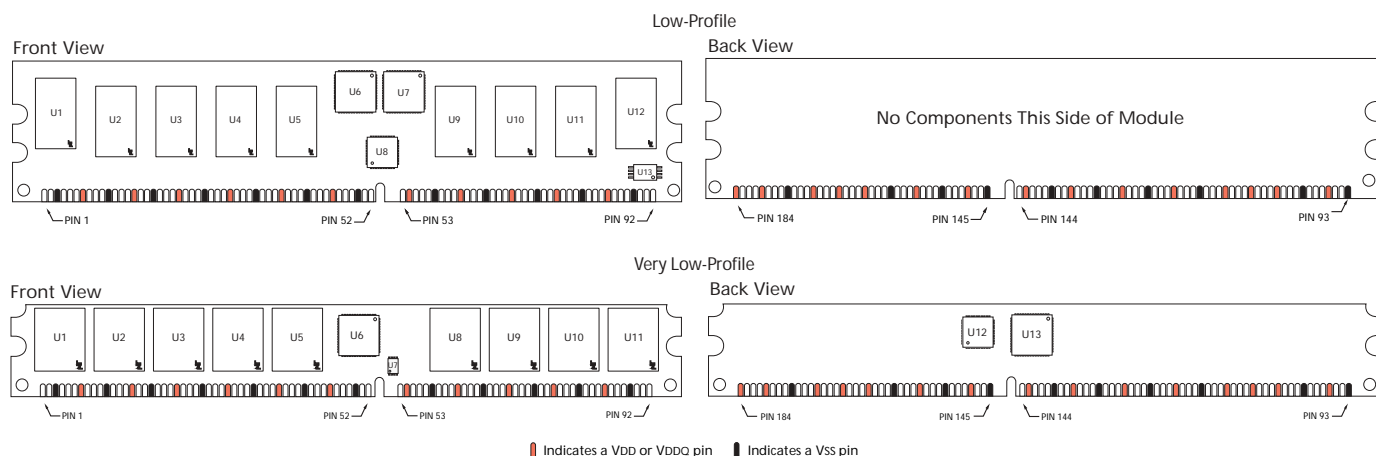 Low-Profile
Front View
Back View
U1
U2
U3
U4
U5
U6
U7
U8
U9
U10
U11
U12
U13
No Components This Side of Module
PIN 1
PIN 52
PIN 53
PIN 92
PIN 184
PIN 145
PIN 144
PIN 93
Very Low-Profile
Front View
Back View
U1
U2
U3
U4
U5
U6
U7
U8
U9
U10
U11
U12
U13
PIN 1
PIN 52
PIN 53
PIN 92
PIN 184
PIN 145
PIN 144
PIN 93
Indicates a VDD or VDDQ pin
Indicates a VSS pin